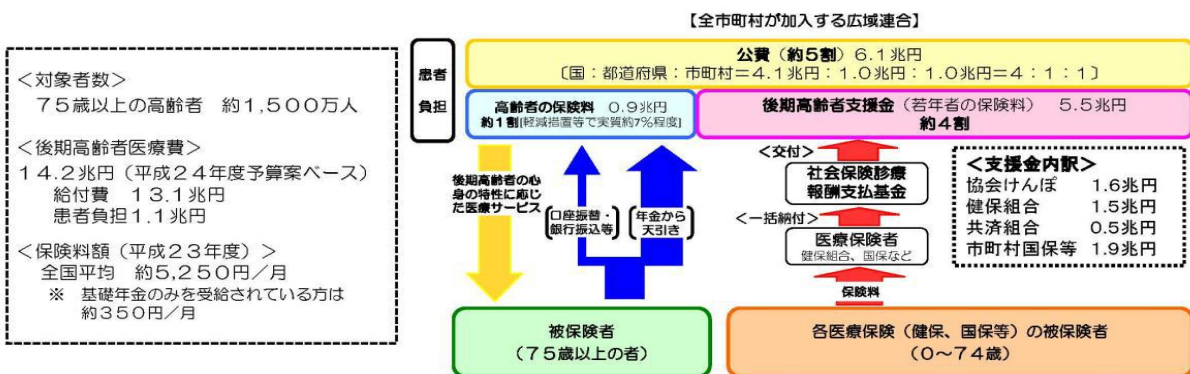 【全市町村が加入する広域連合】
＜対象者数＞
７５歳以上の高齢者　約１,５００万人
＜後期高齢者医療費＞
１４.２兆円（平成２４年度予算案ベース）
給付費　１３.１兆円
患者負担１.１兆円
＜保険料額（平成２３年度）＞
全国平均　約５,２５０円／月
※　基礎年金のみを受給されている方は
約３５０円／月
患者
負担
公費（約５割）６.１兆円
〔国：都道府県：市町村＝４.１兆円：１.０兆円：１.０兆円＝４：１：１〕
高齢者の保険料　０.９兆円
約１割[軽減措置等で実質約７％程度]
後期高齢者支援金（若年者の保険料）　５.５兆円
約４割
後期高齢者の心
身の特性に応じ
た医療サービス
口座振替・
銀行振込等
年金から
天引き
＜交付＞
社会保険診療
報酬支払基金
＜一括納付＞
医療保険者
健保組合、国保など
保険料
＜支援金内訳＞
協会けんぽ　１.６兆円
健保組合　１.５兆円
共済組合　０.５兆円
市町村国保等　１.９兆円
被保険者
（７５歳以上の者）
各医療保険（健保、国保等）の被保険者
（０～７４歳）